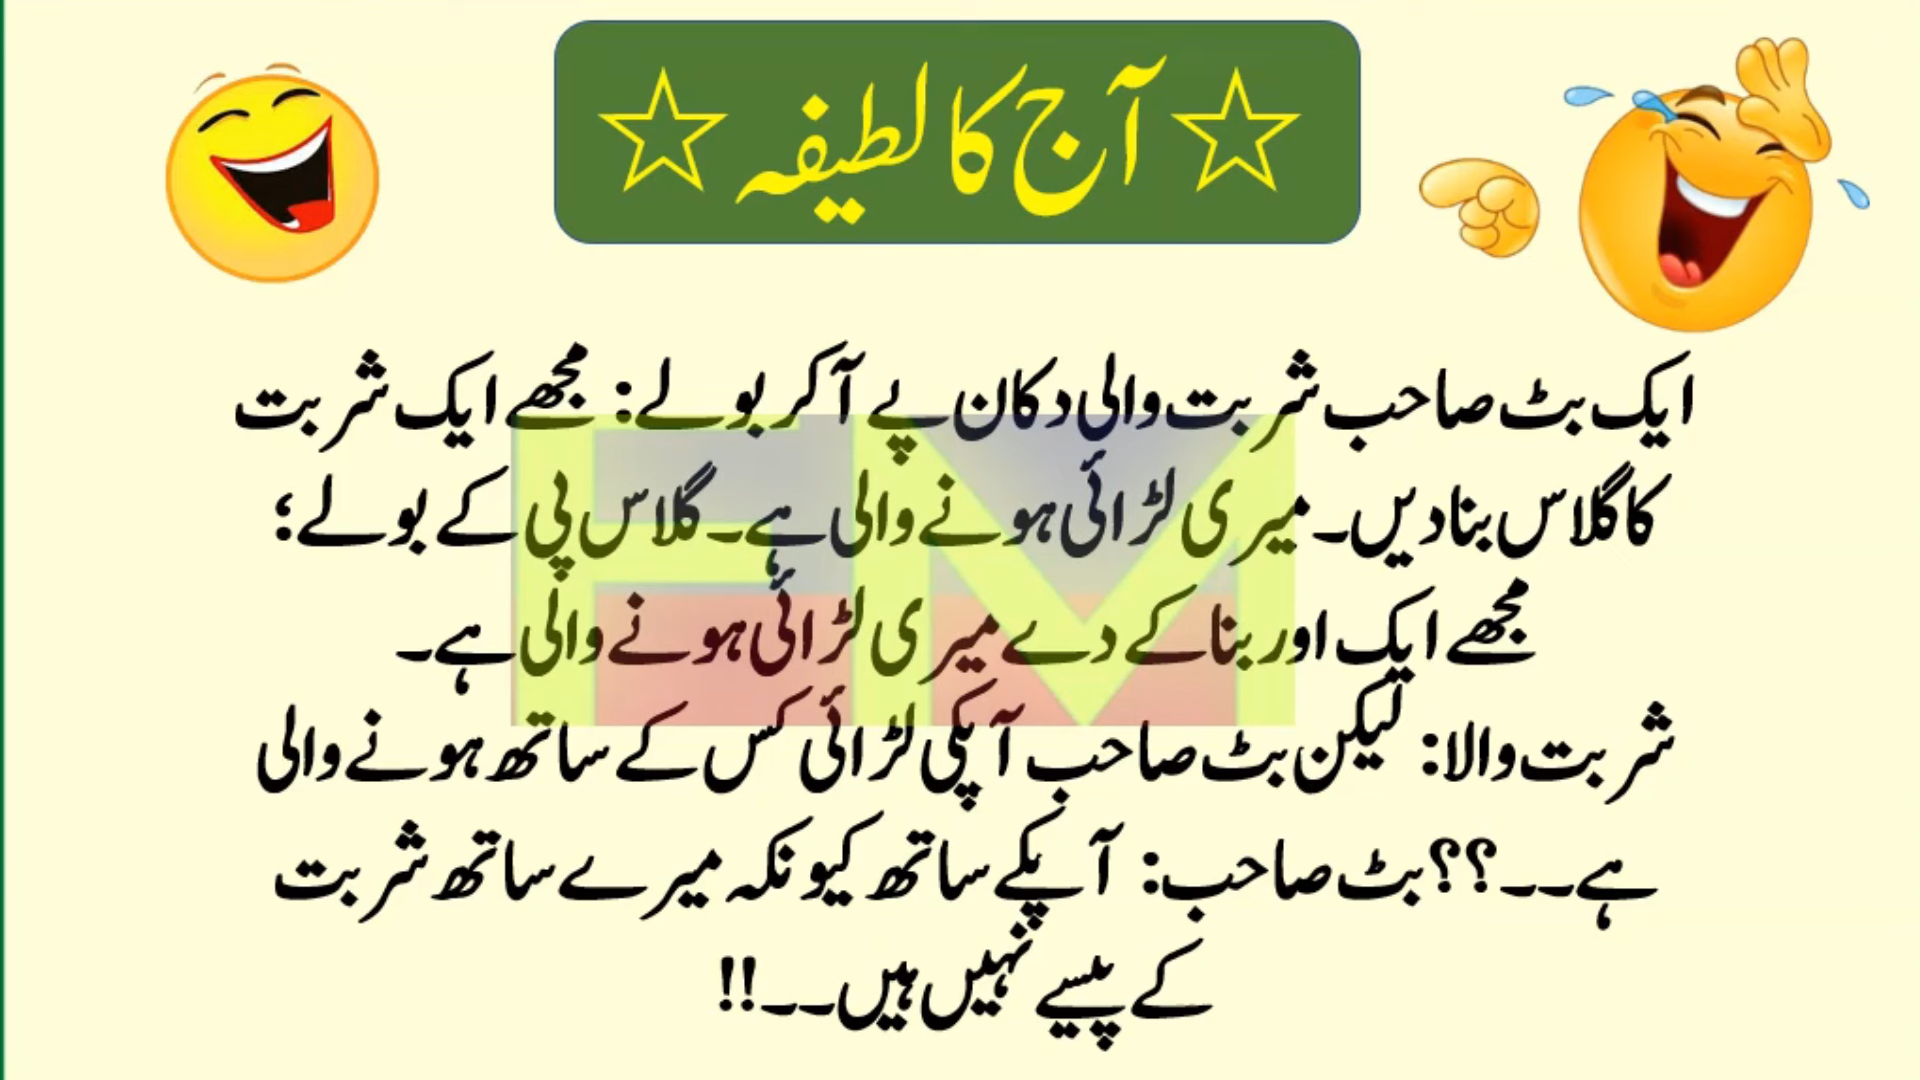 ☆ آج کا لطیفہ ☆
ایک بٹ صاحب شربت والی دکان پے آ کر بولے: مجھے ایک شربت
کا گلاس بنا دیں۔ میری لڑائی ہونے والی ہے۔ گلاس پی کے بولے؛
مجھے ایک اور بنا کے دے میری لڑائی ہونے والی ہے۔
شربت والا: لیکن بٹ صاحب آپکی لڑائی کس کے ساتھ ہونے والی
ہے۔۔؟؟ بٹ صاحب: آپکے ساتھ کیونکہ میرے ساتھ شربت
کے پیسے نہیں ہیں۔۔!!
HM